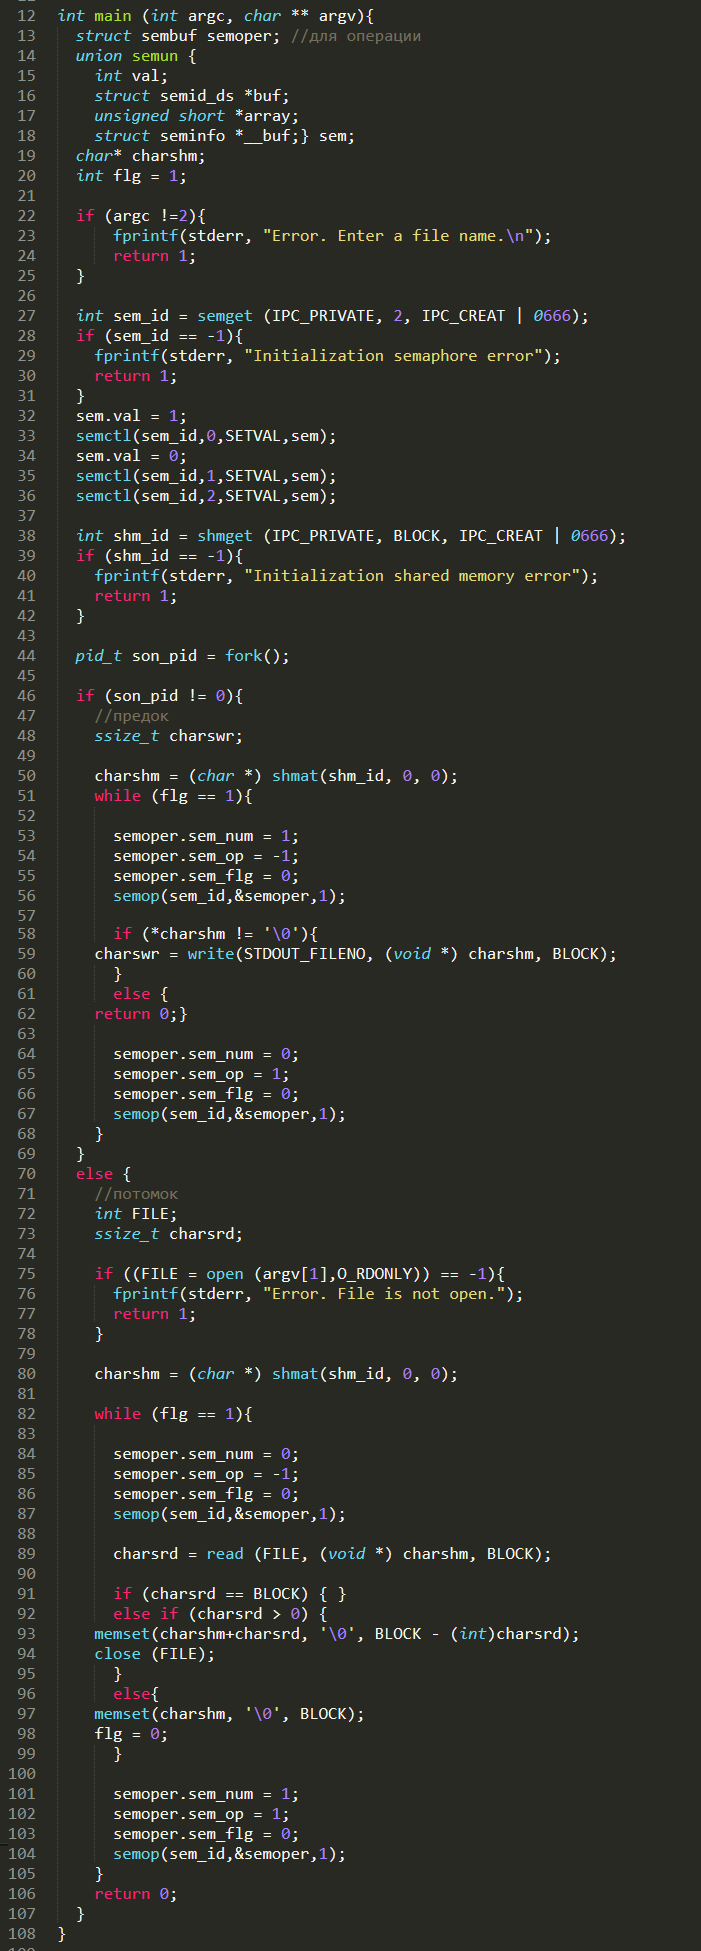 12 int main (int argc, char ** argv){
13   struct sembuf semoper; //для операции
14   union semun {
15     int val;
16     struct semid_ds *buf;
17     unsigned short *array;
18     struct seminfo *__buf;} sem;
19   char* charshm;
20   int flg = 1;
21
22   if (argc !=2){
23       fprintf(stderr, "Error. Enter a file name.\n");
24       return 1;
25   }
26
27   int sem_id = semget (IPC_PRIVATE, 2, IPC_CREAT | 0666);
28   if (sem_id == -1){
29     fprintf(stderr, "Initialization semaphore error");
30     return 1;
31   }
32   sem.val = 1;
33   semctl(sem_id,0,SETVAL,sem);
34   sem.val = 0;
35   semctl(sem_id,1,SETVAL,sem);
36   semctl(sem_id,2,SETVAL,sem);
37
38   int shm_id = shmget (IPC_PRIVATE, BLOCK, IPC_CREAT | 0666);
39   if (shm_id == -1){
40     fprintf(stderr, "Initialization shared memory error");
41     return 1;
42   }
43
44   pid_t son_pid = fork();
45
46   if (son_pid != 0){
47     //предок
48     ssize_t charswr;
49
50     charshm = (char *) shmat(shm_id, 0, 0);
51     while (flg == 1){
52
53       semoper.sem_num = 1;
54       semoper.sem_op = -1;
55       semoper.sem_flg = 0;
56       semop(sem_id,&semoper,1);
57
58       if (*charshm != '\0'){
59     charswr = write(STDOUT_FILENO, (void *) charshm, BLOCK);
60       }
61       else {
62     return 0;}
63
64       semoper.sem_num = 0;
65       semoper.sem_op = 1;
66       semoper.sem_flg = 0;
67       semop(sem_id,&semoper,1);
68     }
69   }
70   else {
71     //потомок
72     int FILE;
73     ssize_t charsrd;
74
75     if ((FILE = open (argv[1],O_RDONLY)) == -1){
76       fprintf(stderr, "Error. File is not open.");
77       return 1;
78     }
79
80     charshm = (char *) shmat(shm_id, 0, 0);
81
82     while (flg == 1){
83
84       semoper.sem_num = 0;
85       semoper.sem_op = -1;
86       semoper.sem_flg = 0;
87       semop(sem_id,&semoper,1);
88
89       charsrd = read (FILE, (void *) charshm, BLOCK);
90
91       if (charsrd == BLOCK) { }
92       else if (charsrd > 0) {
93     memset(charshm+charsrd, '\0', BLOCK - (int)charsrd);
94     close (FILE);
95       }
96       else{
97     memset(charshm, '\0', BLOCK);
98     flg = 0;
99       }
100
101       semoper.sem_num = 1;
102       semoper.sem_op = 1;
103       semoper.sem_flg = 0;
104       semop(sem_id,&semoper,1);
105     }
106     return 0;
107   }
108 }